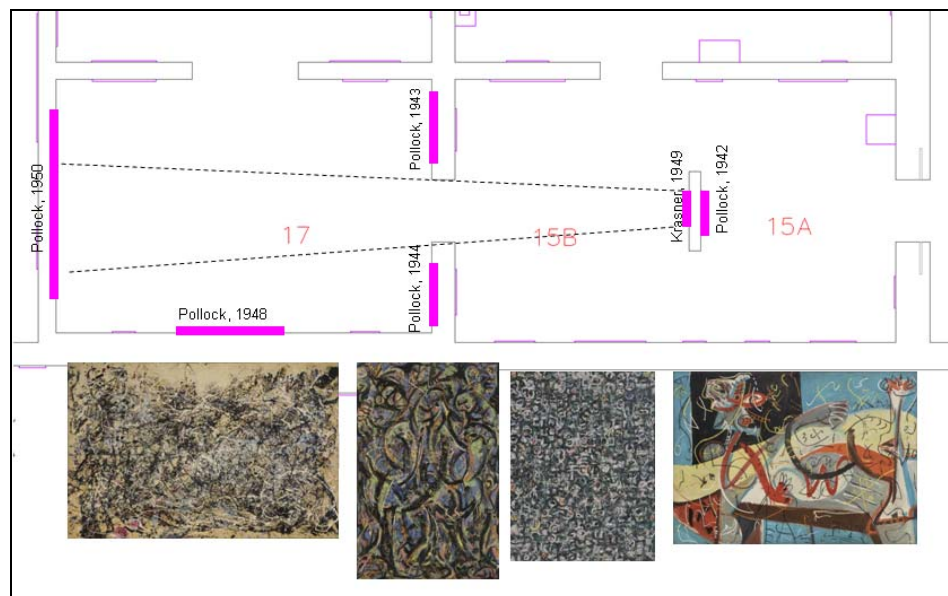 Pollock, 1943
Pollock, 1950
Krasner, 1949
Pollock, 1942
17
15B
15A
Pollock, 1944
Pollock, 1948